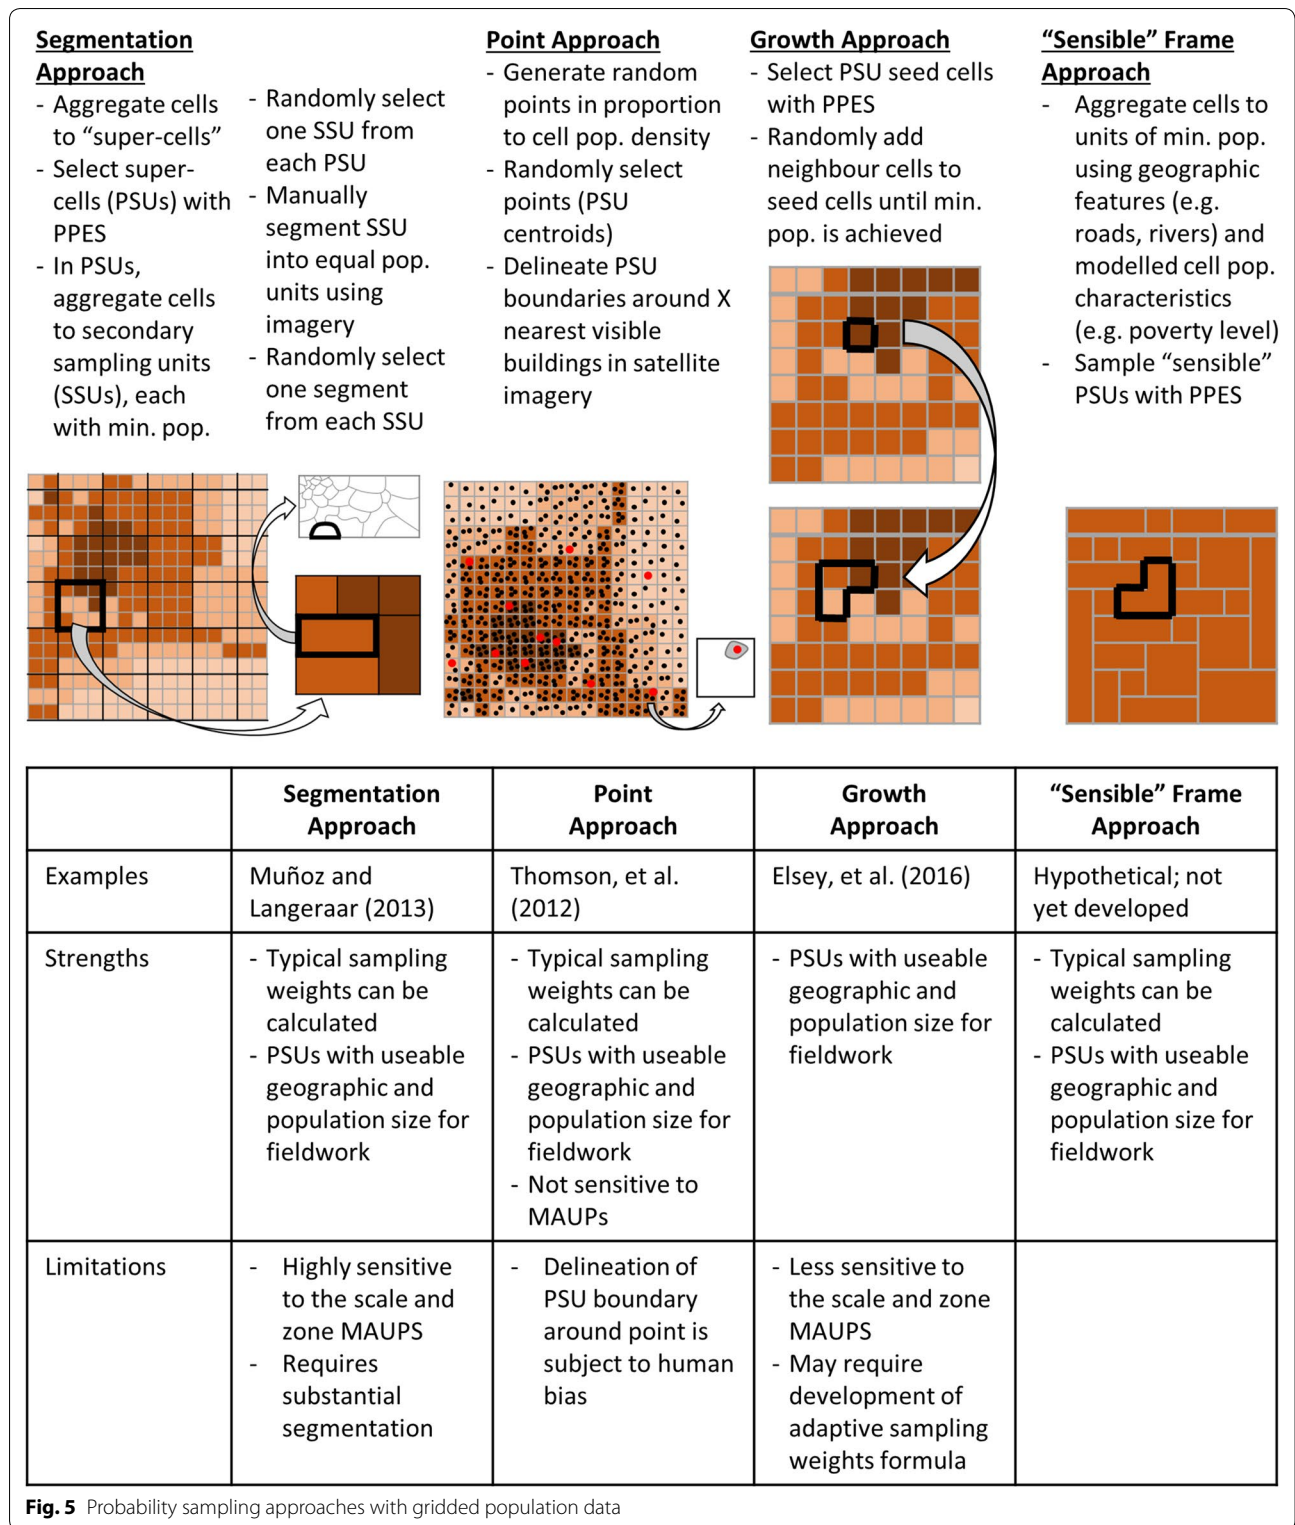 Segmentation
Approach
- Aggregate cells
to “super-cells”
- Select super-
cells (PSUs) with
PPES
- In PSUs,
aggregate cells
to secondary
sampling units
(SSUs), each
with min. pop.
- Randomly select
one SSU from
each PSU
- Manually
segment SSU
into equal pop.
units using
imagery
- Randomly select
one segment
from each SSU
Point Approach
- Generate random
points in proportion
to cell pop. density
- Randomly select
points (PSU
centroids)
- Delineate PSU
boundaries around X
nearest visible
buildings in satellite
imagery
Growth Approach
- Select PSU seed cells
with PPES
- Randomly add
neighbour cells to
seed cells until min.
pop. is achieved
“Sensible” Frame
Approach
- Aggregate cells to
units of min. pop.
using geographic
features (e.g.
roads, rivers) and
modelled cell pop.
characteristics
(e.g. poverty level)
- Sample “sensible”
PSUs with PPES
Segmentation
Approach
Point
Approach
Growth
Approach
“Sensible” Frame
Approach
Examples
Muñoz and
Langeraar (2013)
Thomson, et al.
(2012)
Elsey, et al. (2016)
Hypothetical; not
yet developed
Strengths
- Typical sampling
weights can be
calculated
- PSUs with useable
geographic and
population size for
fieldwork
- Typical sampling
weights can be
calculated
- PSUs with useable
geographic and
population size for
fieldwork
- Not sensitive to
MAUPs
- PSUs with useable
geographic and
population size for
fieldwork
- Typical sampling
weights can be
calculated
- PSUs with useable
geographic and
population size for
fieldwork
Limitations
- Highly sensitive
to the scale and
zone MAUPS
- Requires
substantial
segmentation
- Delineation of
PSU boundary
around point is
subject to human
bias
- Less sensitive to
the scale and zone
MAUPS
- May require
development of
adaptive sampling
weights formula
Fig. 5 Probability sampling approaches with gridded population data